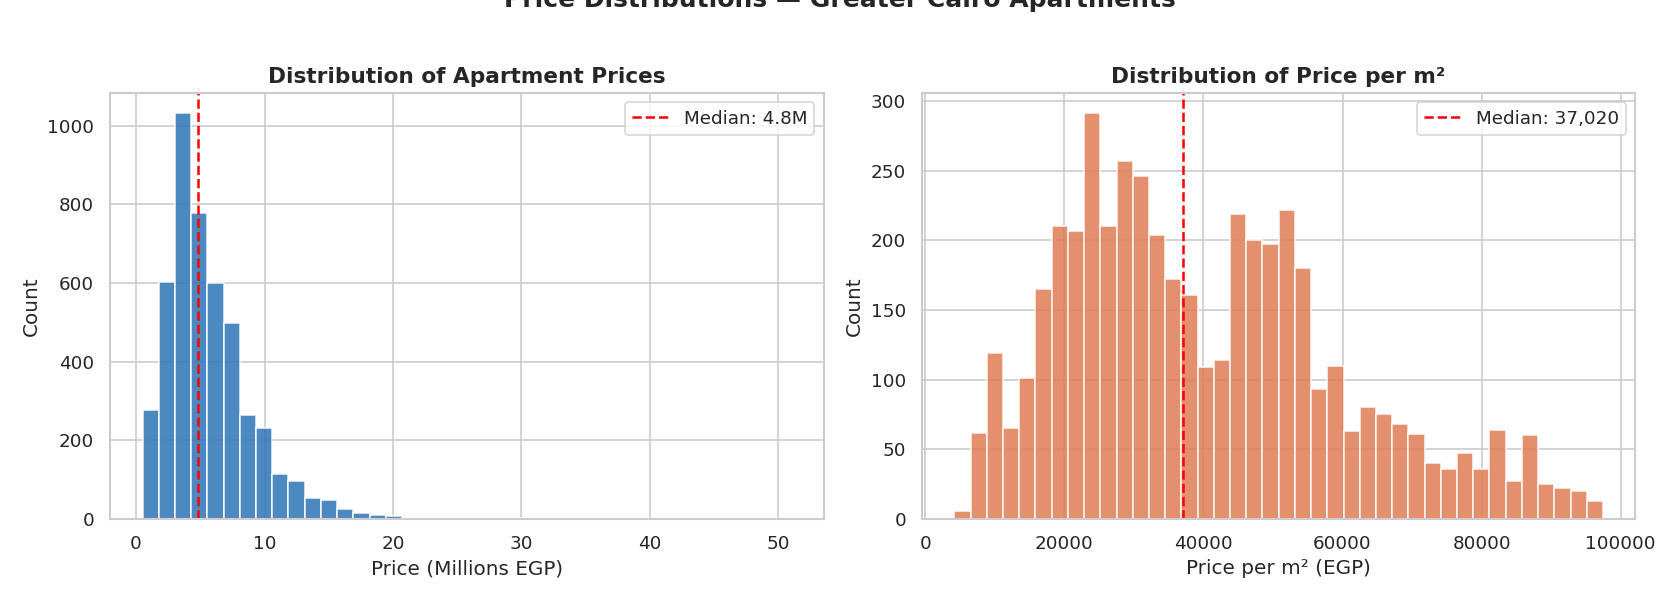 Price Distributions — Greater Cairo Apartments
Distribution of Apartment Prices
Median: 4.8M
Count
1000
800
600
400
200
0
0 10 20 30 40 50
Price (Millions EGP)
Distribution of Price per m²
Median: 37,020
Count
300
250
200
150
100
50
0
0 20000 40000 60000 80000 100000
Price per m² (EGP)